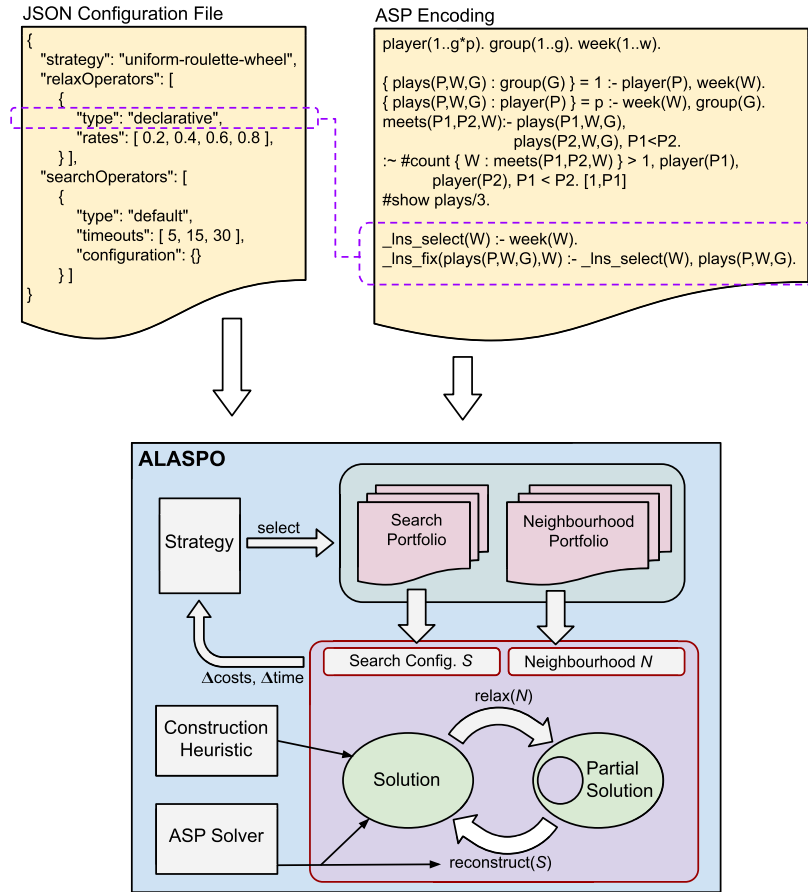 JSON Configuration File
{
"strategy": "uniform-roulette-wheel",
"relaxOperators": [
{
"type": "declarative",
"rates": [ 0.2, 0.4, 0.6, 0.8 ],
} ],
"searchOperators": [
{
"type": "default",
"timeouts": [ 5, 15, 30 ],
"configuration": {}
} ]
}
ASP Encoding
player(1..g*p). group(1..g). week(1..w).
{ plays(P,W,G) : group(G) } = 1 :- player(P), week(W).
{ plays(P,W,G) : player(P) } = p :- week(W), group(G).
meets(P1,P2,W):- plays(P1,W,G),
plays(P2,W,G), P1<P2.
:~ #count { W : meets(P1,P2,W) } > 1, player(P1),
player(P2), P1 < P2. [1,P1]
#show plays/3.
_lns_select(W) :- week(W).
_lns_fix(plays(P,W,G),W) :- _lns_select(W), plays(P,W,G).
ALASPO
Strategy
select
Search
Portfolio
Neighbourhood
Portfolio
Search Config. S
Neighbourhood N
Δcosts, Δtime
relax(N)
Construction
Heuristic
Solution
Partial
Solution
ASP Solver
reconstruct(S)